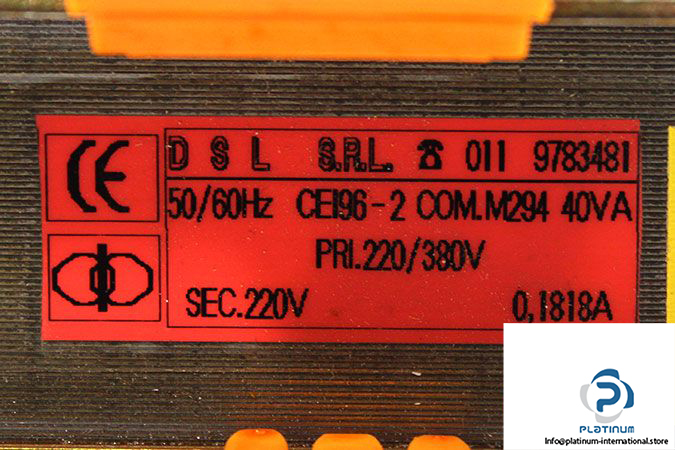 CE
D S L S.R.L. ☎ 011 9783481
50/60Hz CEI96-2 COM.M294 40VA
PRI.220/380V
SEC.220V 0,1818A
PLATINUM
Info@platinum-international.store